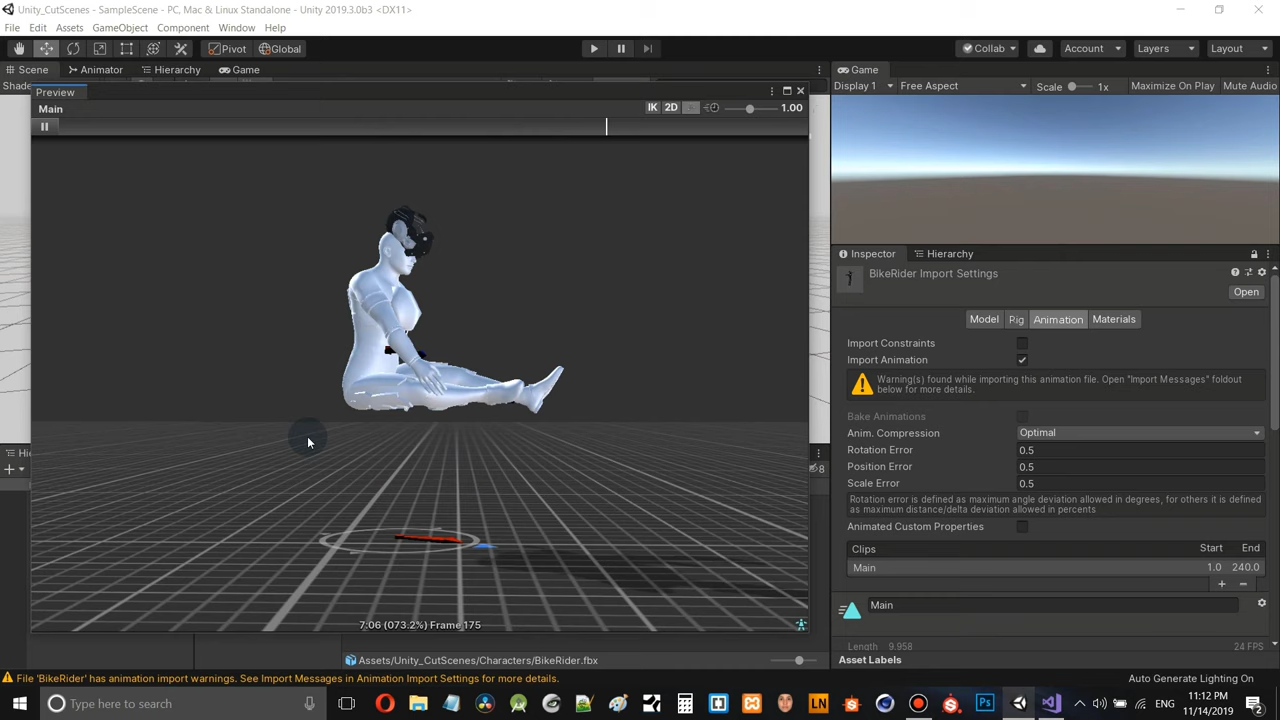 Unity_CutScenes - SampleScene - PC, Mac & Linux Standalone - Unity 2019.3.0b3 <DX11>
File Edit Assets GameObject Component Window Help
Pivot Global Collab Account Layers Layout
Scene Animator Hierarchy Game Game
Shade Display 1 Free Aspect Scale 1x Maximize On Play Mute Audio
Preview
Main IK 2D 1.00
Inspector Hierarchy
BikeRider Import Settings
Open
Model Rig Animation Materials
Import Constraints
Import Animation
Warning(s) found while importing this animation file. Open "Import Messages" foldout
below for more details.
Bake Animations
Anim. Compression Optimal
Rotation Error 0.5
Position Error 0.5
Scale Error 0.5
Rotation error is defined as maximum angle deviation allowed in degrees, for others it is defined
as maximum distance/delta deviation allowed in percents
Animated Custom Properties
Clips Start End
Main 1.0 240.0
Main
Length 9.958 24 FPS
Asset Labels
Hie
8
7:06 (073.2%) Frame 175
Assets/Unity_CutScenes/Characters/BikeRider.fbx
File 'BikeRider' has animation import warnings. See Import Messages in Animation Import Settings for more details. Auto Generate Lighting On
Type here to search
LN
Ps
ENG
11:12 PM
11/14/2019
2